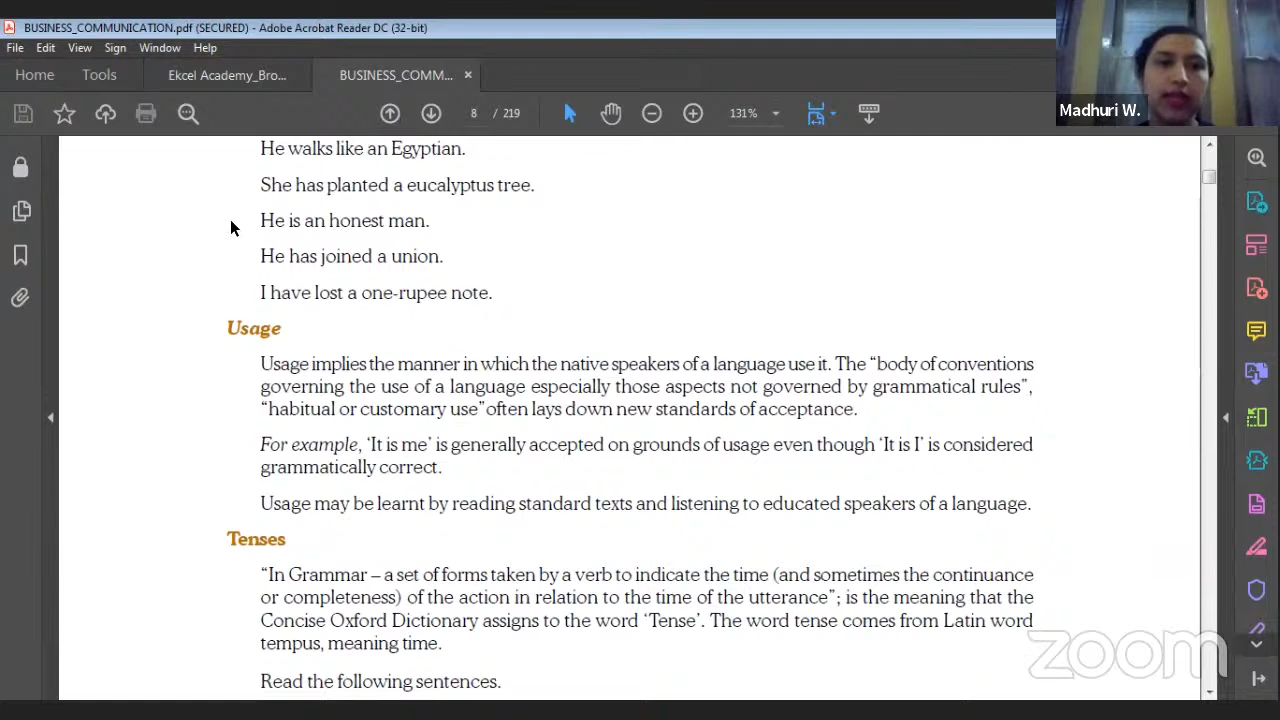 BUSINESS_COMMUNICATION.pdf (SECURED) - Adobe Acrobat Reader DC (32-bit)
File Edit View Sign Window Help
Home Tools Ekcel Academy_Bro... BUSINESS_COMM... ×
8 / 219 131%
Madhuri W.
He walks like an Egyptian.
She has planted a eucalyptus tree.
He is an honest man.
He has joined a union.
I have lost a one-rupee note.
Usage
Usage implies the manner in which the native speakers of a language use it. The “body of conventions
governing the use of a language especially those aspects not governed by grammatical rules”,
“habitual or customary use”often lays down new standards of acceptance.
For example, ‘It is me’ is generally accepted on grounds of usage even though ‘It is I’ is considered
grammatically correct.
Usage may be learnt by reading standard texts and listening to educated speakers of a language.
Tenses
“In Grammar – a set of forms taken by a verb to indicate the time (and sometimes the continuance
or completeness) of the action in relation to the time of the utterance”; is the meaning that the
Concise Oxford Dictionary assigns to the word ‘Tense’. The word tense comes from Latin word
tempus, meaning time.
Read the following sentences.
zoom